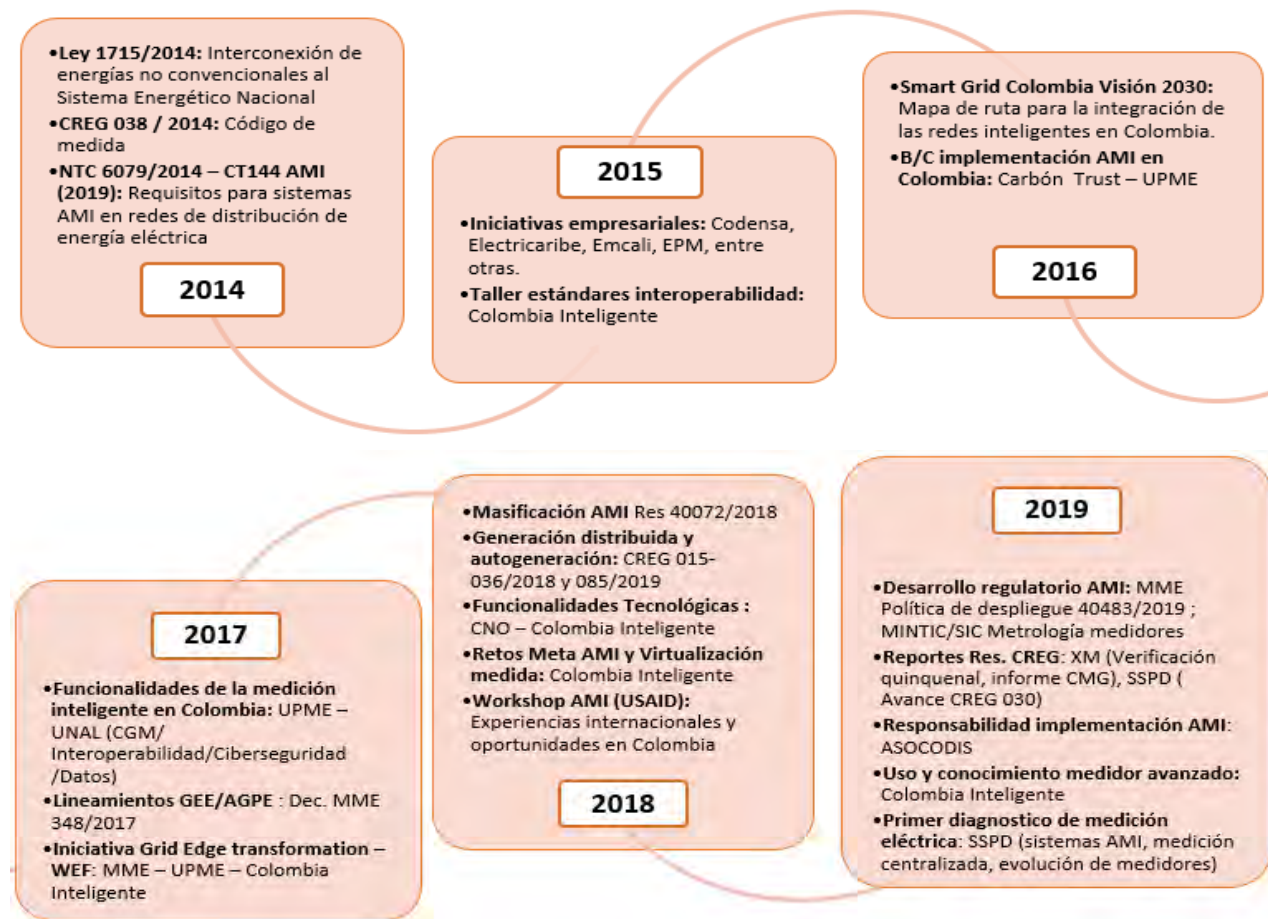 •Ley 1715/2014: Interconexión de
energías no convencionales al
Sistema Energético Nacional
•CREG 038 / 2014: Código de
medida
•NTC 6079/2014 – CT144 AMI
(2019): Requisitos para sistemas
AMI en redes de distribución de
energía eléctrica
2014
2015
•Iniciativas empresariales: Codensa,
Electricaribe, Emcali, EPM, entre
otras.
•Taller estándares interoperabilidad:
Colombia Inteligente
•Smart Grid Colombia Visión 2030:
Mapa de ruta para la integración de
las redes inteligentes en Colombia.
•B/C implementación AMI en
Colombia: Carbón Trust – UPME
2016
2017
•Funcionalidades de la medición
inteligente en Colombia: UPME –
UNAL (CGM/
Interoperabilidad/Ciberseguridad
/Datos)
•Lineamientos GEE/AGPE : Dec. MME
348/2017
•Iniciativa Grid Edge transformation –
WEF: MME – UPME – Colombia
Inteligente
•Masificación AMI Res 40072/2018
•Generación distribuida y
autogeneración: CREG 015-
036/2018 y 085/2019
•Funcionalidades Tecnológicas :
CNO – Colombia Inteligente
•Retos Meta AMI y Virtualización
medida: Colombia Inteligente
•Workshop AMI (USAID):
Experiencias internacionales y
oportunidades en Colombia
2018
2019
•Desarrollo regulatorio AMI: MME
Política de despliegue 40483/2019 ;
MINTIC/SIC Metrología medidores
•Reportes Res. CREG: XM (Verificación
quinquenal, informe CMG), SSPD (
Avance CREG 030)
•Responsabilidad implementación AMI:
ASOCODIS
•Uso y conocimiento medidor avanzado:
Colombia Inteligente
•Primer diagnostico de medición
eléctrica: SSPD (sistemas AMI, medición
centralizada, evolución de medidores)